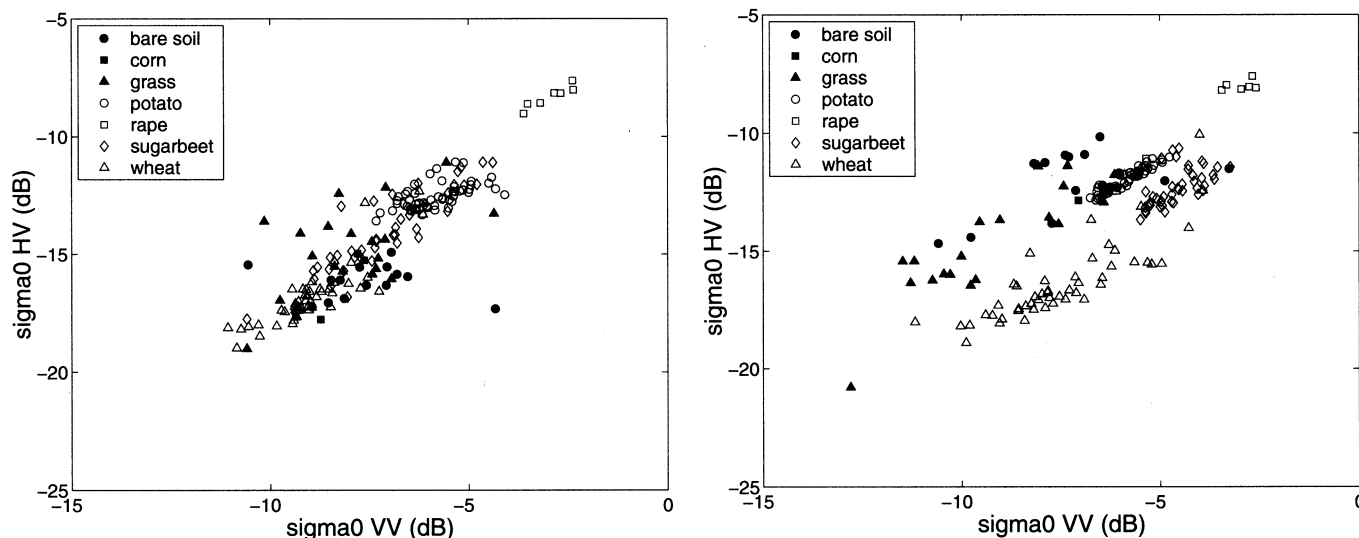 −5
bare soil
corn
grass
potato
rape
sugarbeet
wheat
−10
−15
−20
−25
sigma0 HV (dB)
−15
−10
−5
0
sigma0 VV (dB)
−5
bare soil
corn
grass
potato
rape
sugarbeet
wheat
−10
−15
−20
−25
sigma0 HV (dB)
−15
−10
−5
0
sigma0 VV (dB)